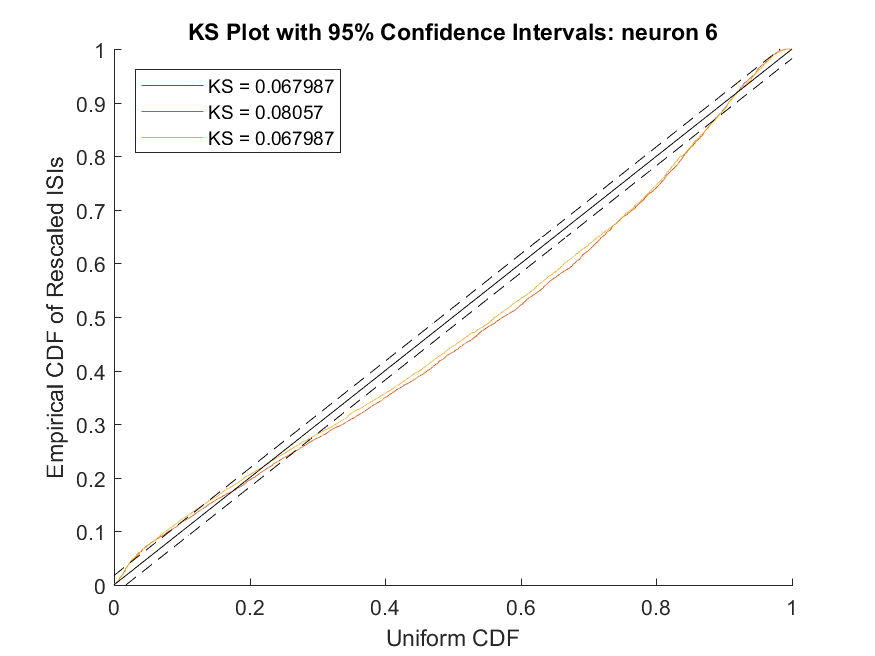 KS Plot with 95% Confidence Intervals: neuron 6
KS = 0.067987
KS = 0.08057
KS = 0.067987
Empirical CDF of Rescaled ISIs
1
0.9
0.8
0.7
0.6
0.5
0.4
0.3
0.2
0.1
0
0 0.2 0.4 0.6 0.8 1
Uniform CDF